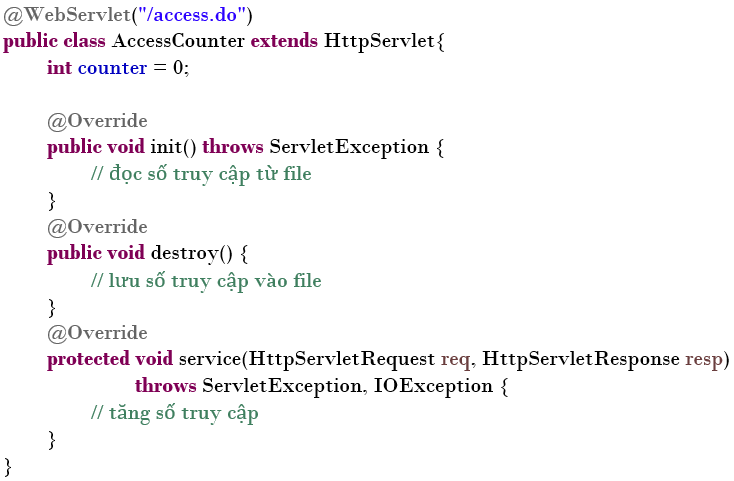 @WebServlet("/access.do")
public class AccessCounter extends HttpServlet{
int counter = 0;
@Override
public void init() throws ServletException {
// đọc số truy cập từ file
}
@Override
public void destroy() {
// lưu số truy cập vào file
}
@Override
protected void service(HttpServletRequest req, HttpServletResponse resp)
throws ServletException, IOException {
// tăng số truy cập
}
}